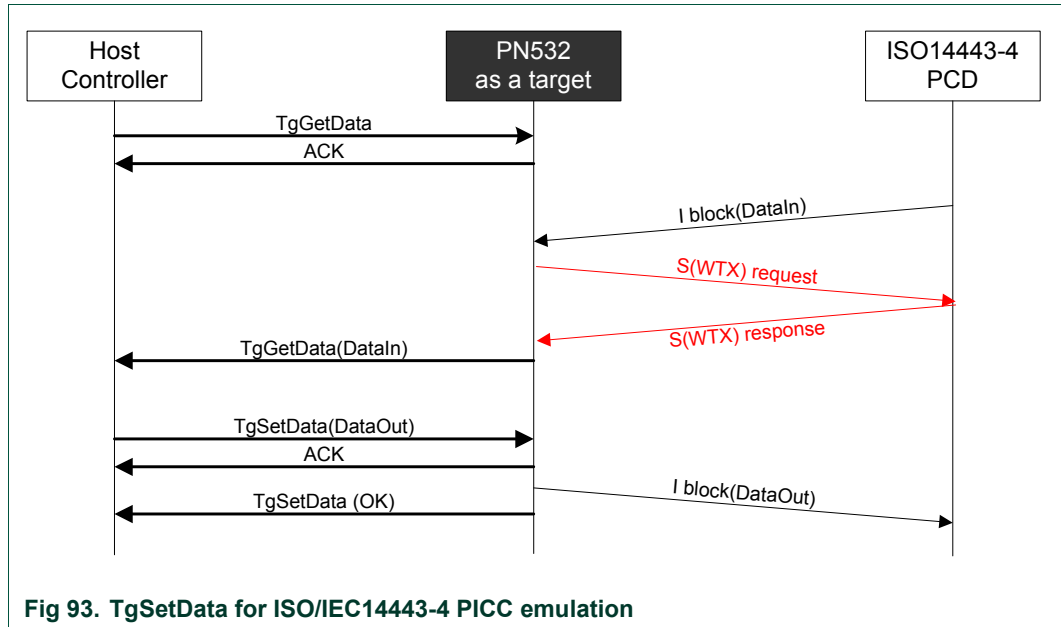 Host
Controller
PN532
as a target
ISO14443-4
PCD
TgGetData
ACK
I block(DataIn)
S(WTX) request
S(WTX) response
TgGetData(DataIn)
TgSetData(DataOut)
ACK
I block(DataOut)
TgSetData (OK)
Fig 93. TgSetData for ISO/IEC14443-4 PICC emulation